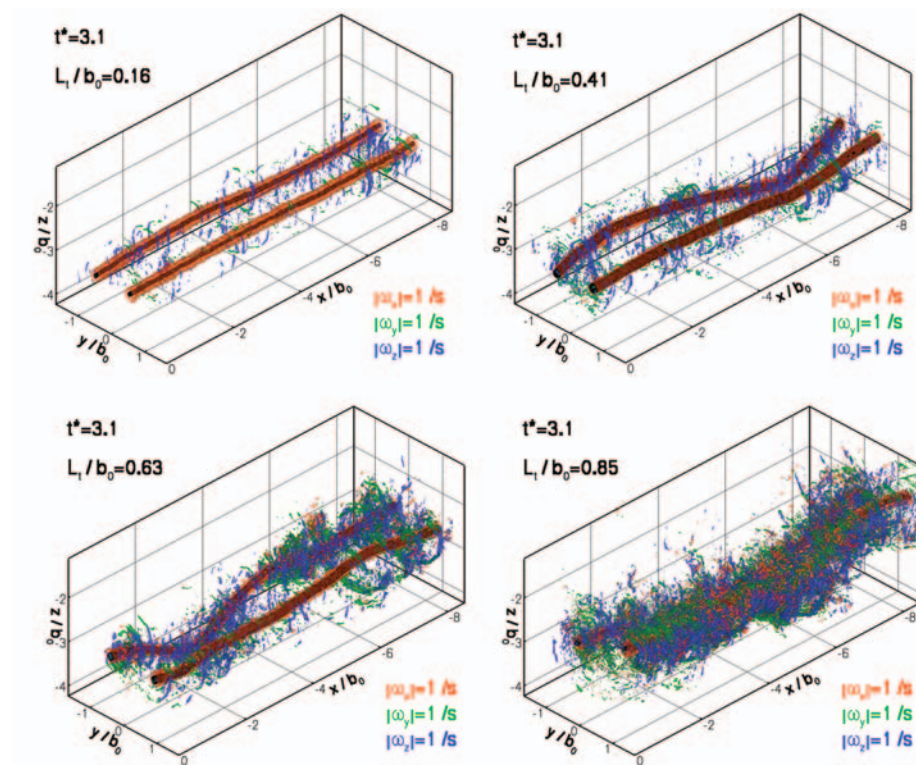 t*=3.1
L_t / b_0=0.16
z / b_0
-2
-3
-4
-1
0
1
y / b_0
0
-2
-4
-6
-8
x / b_0
|ω_x|=1 /s
|ω_y|=1 /s
|ω_z|=1 /s
t*=3.1
L_t / b_0=0.41
z / b_0
-2
-3
-4
-1
0
1
y / b_0
0
-2
-4
-6
-8
x / b_0
|ω_x|=1 /s
|ω_y|=1 /s
|ω_z|=1 /s
t*=3.1
L_t / b_0=0.63
z / b_0
-2
-3
-4
-1
0
1
y / b_0
0
-2
-4
-6
-8
x / b_0
|ω_x|=1 /s
|ω_y|=1 /s
|ω_z|=1 /s
t*=3.1
L_t / b_0=0.85
z / b_0
-2
-3
-4
-1
0
1
y / b_0
0
-2
-4
-6
-8
x / b_0
|ω_x|=1 /s
|ω_y|=1 /s
|ω_z|=1 /s